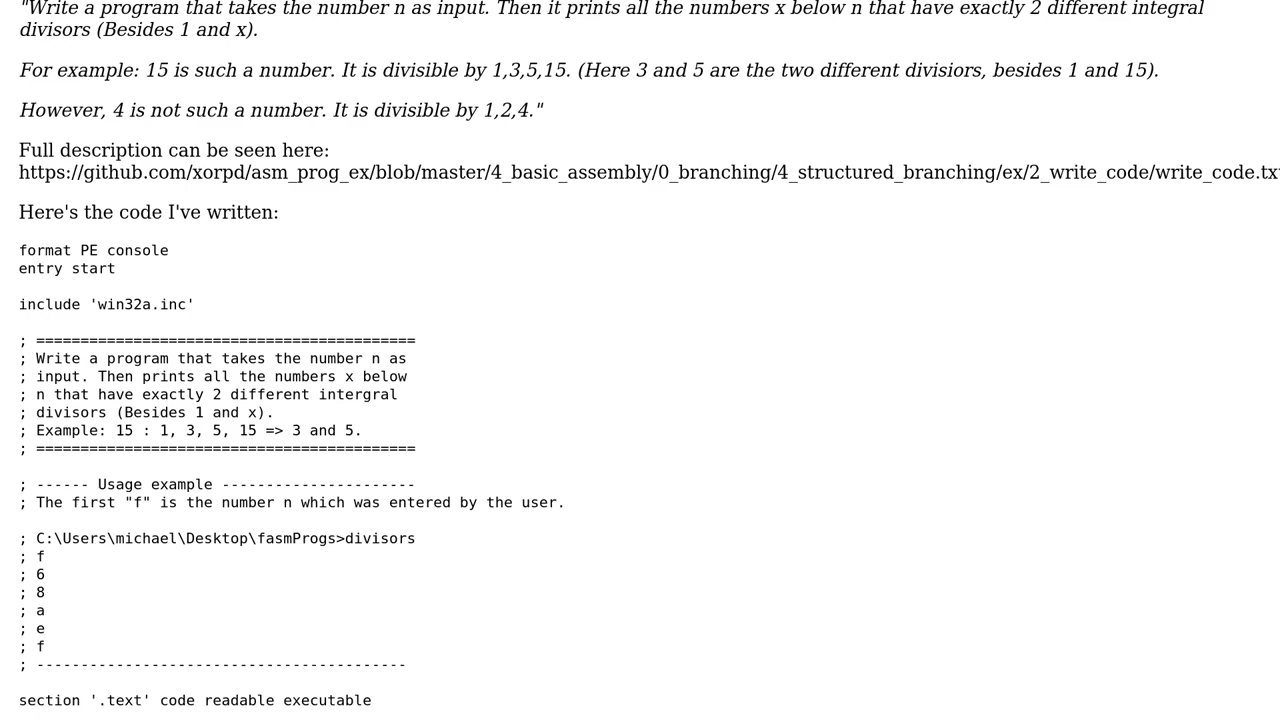 "Write a program that takes the number n as input. Then it prints all the numbers x below n that have exactly 2 different integral
divisors (Besides 1 and x).
For example: 15 is such a number. It is divisible by 1,3,5,15. (Here 3 and 5 are the two different divisiors, besides 1 and 15).
However, 4 is not such a number. It is divisible by 1,2,4."
Full description can be seen here:
https://github.com/xorpd/asm_prog_ex/blob/master/4_basic_assembly/0_branching/4_structured_branching/ex/2_write_code/write_code.txt
Here's the code I've written:
format PE console
entry start
include 'win32a.inc'
; ===========================================
; Write a program that takes the number n as
; input. Then prints all the numbers x below
; n that have exactly 2 different intergral
; divisors (Besides 1 and x).
; Example: 15 : 1, 3, 5, 15 => 3 and 5.
; ===========================================
; ------ Usage example ----------------------
; The first "f" is the number n which was entered by the user.
; C:\Users\michael\Desktop\fasmProgs>divisors
; f
; 6
; 8
; a
; e
; f
; ------------------------------------------
section '.text' code readable executable